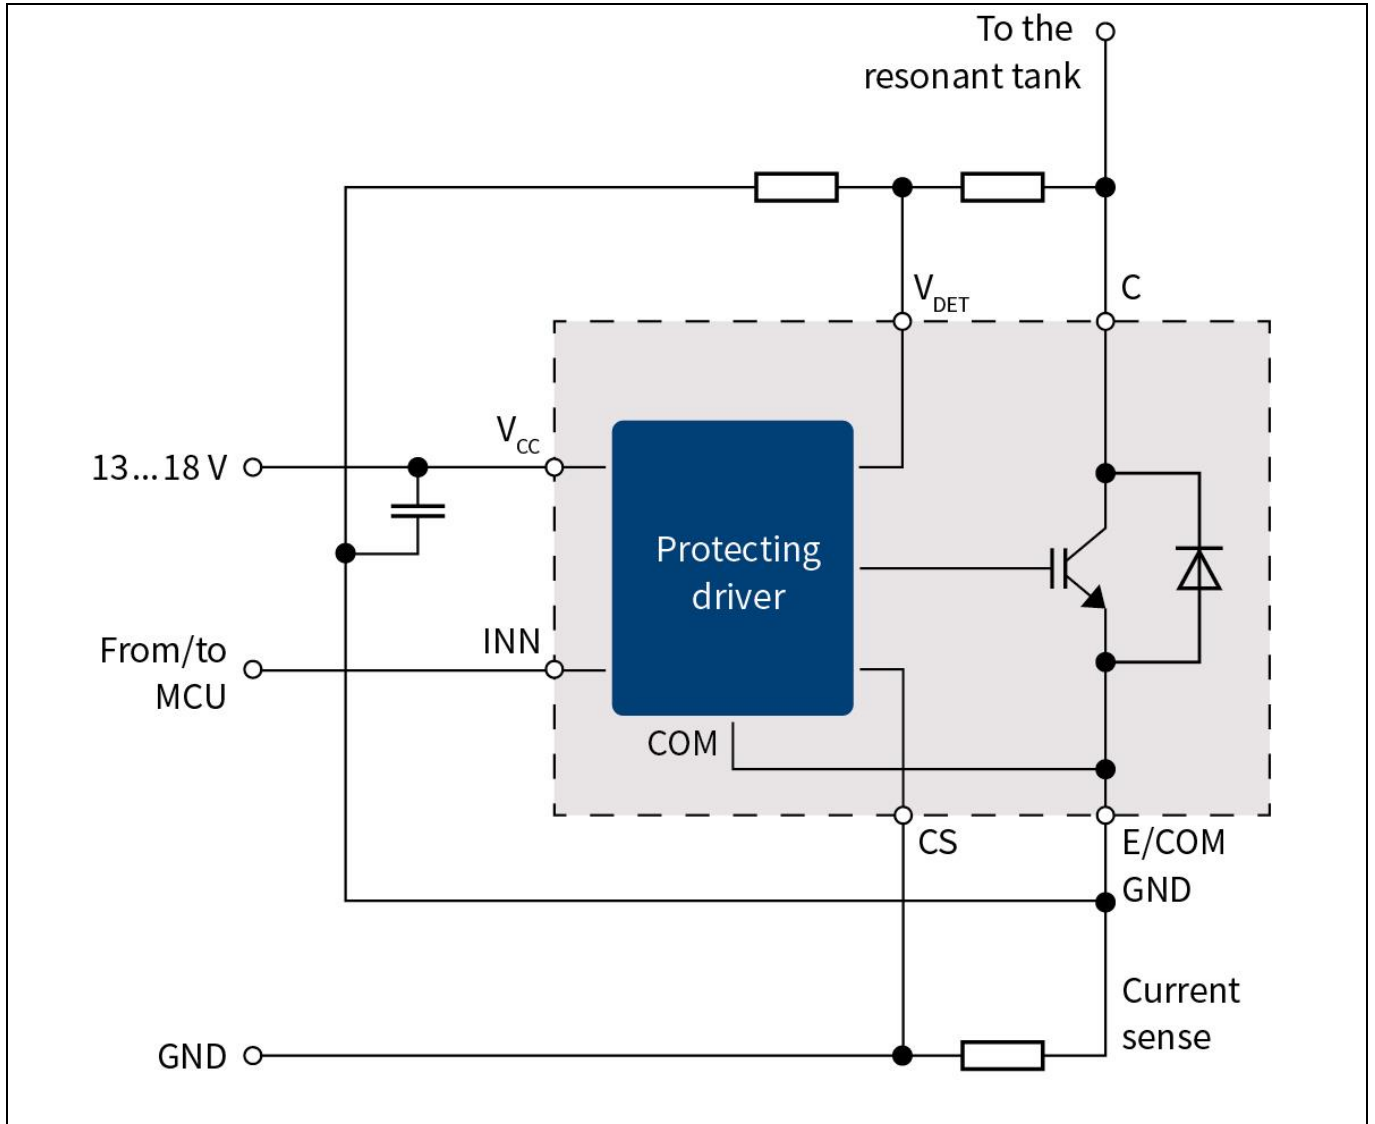 To the
resonant tank
V_DET
C
V_CC
13...18 V
Protecting
driver
From/to
MCU
INN
COM
CS
E/COM
GND
Current
sense
GND